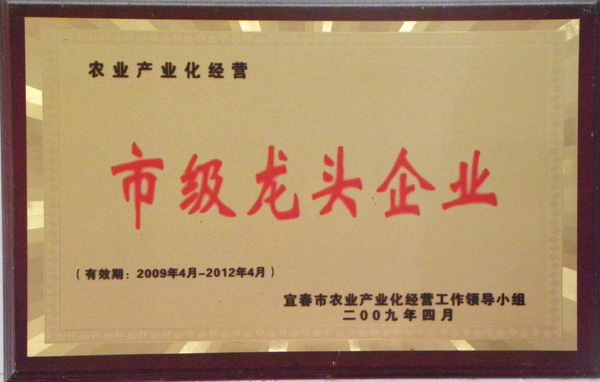 农业产业化经营
市级龙头企业
（有效期：2009年4月-2012年4月）
宜春市农业产业化经营工作领导小组
二00九年四月